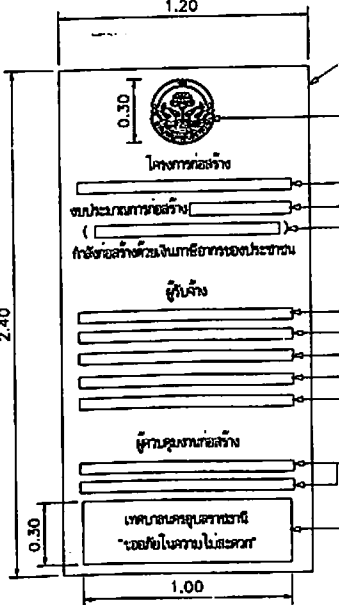 1.20
0.30
โครงการก่อสร้าง
งบประมาณการก่อสร้าง
( )
กำลังก่อสร้างด้วยเงินภาษีอากรของประชาชน
ผู้รับจ้าง
2.40
ผู้ควบคุมงานก่อสร้าง
0.30
เทศบาลนครอุบลราชธานี
"ขออภัยในความไม่สะดวก"
1.00